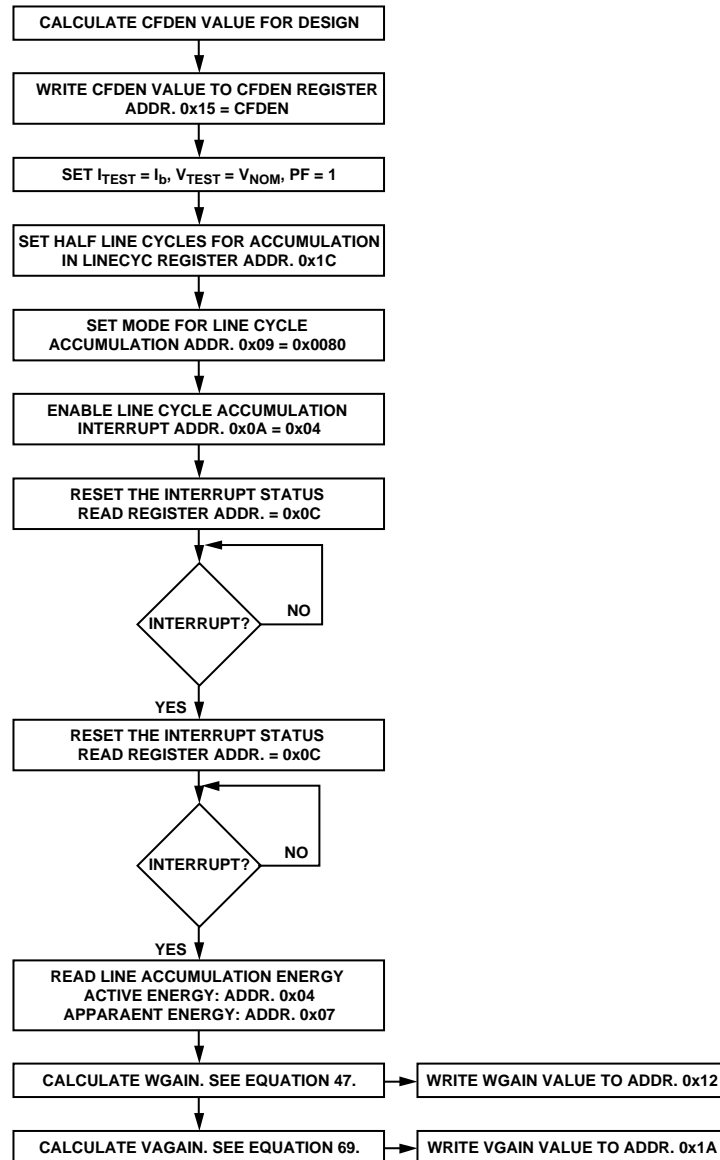 CALCULATE CFDEN VALUE FOR DESIGN
WRITE CFDEN VALUE TO CFDEN REGISTER
ADDR. 0x15 = CFDEN
SET ITEST = Ib, VTEST = VNOM, PF = 1
SET HALF LINE CYCLES FOR ACCUMULATION
IN LINECYC REGISTER ADDR. 0x1C
SET MODE FOR LINE CYCLE
ACCUMULATION ADDR. 0x09 = 0x0080
ENABLE LINE CYCLE ACCUMULATION
INTERRUPT ADDR. 0x0A = 0x04
RESET THE INTERRUPT STATUS
READ REGISTER ADDR. = 0x0C
INTERRUPT?
NO
YES
RESET THE INTERRUPT STATUS
READ REGISTER ADDR. = 0x0C
INTERRUPT?
NO
YES
READ LINE ACCUMULATION ENERGY
ACTIVE ENERGY: ADDR. 0x04
APPARAENT ENERGY: ADDR. 0x07
CALCULATE WGAIN. SEE EQUATION 47.
WRITE WGAIN VALUE TO ADDR. 0x12
CALCULATE VAGAIN. SEE EQUATION 69.
WRITE VGAIN VALUE TO ADDR. 0x1A